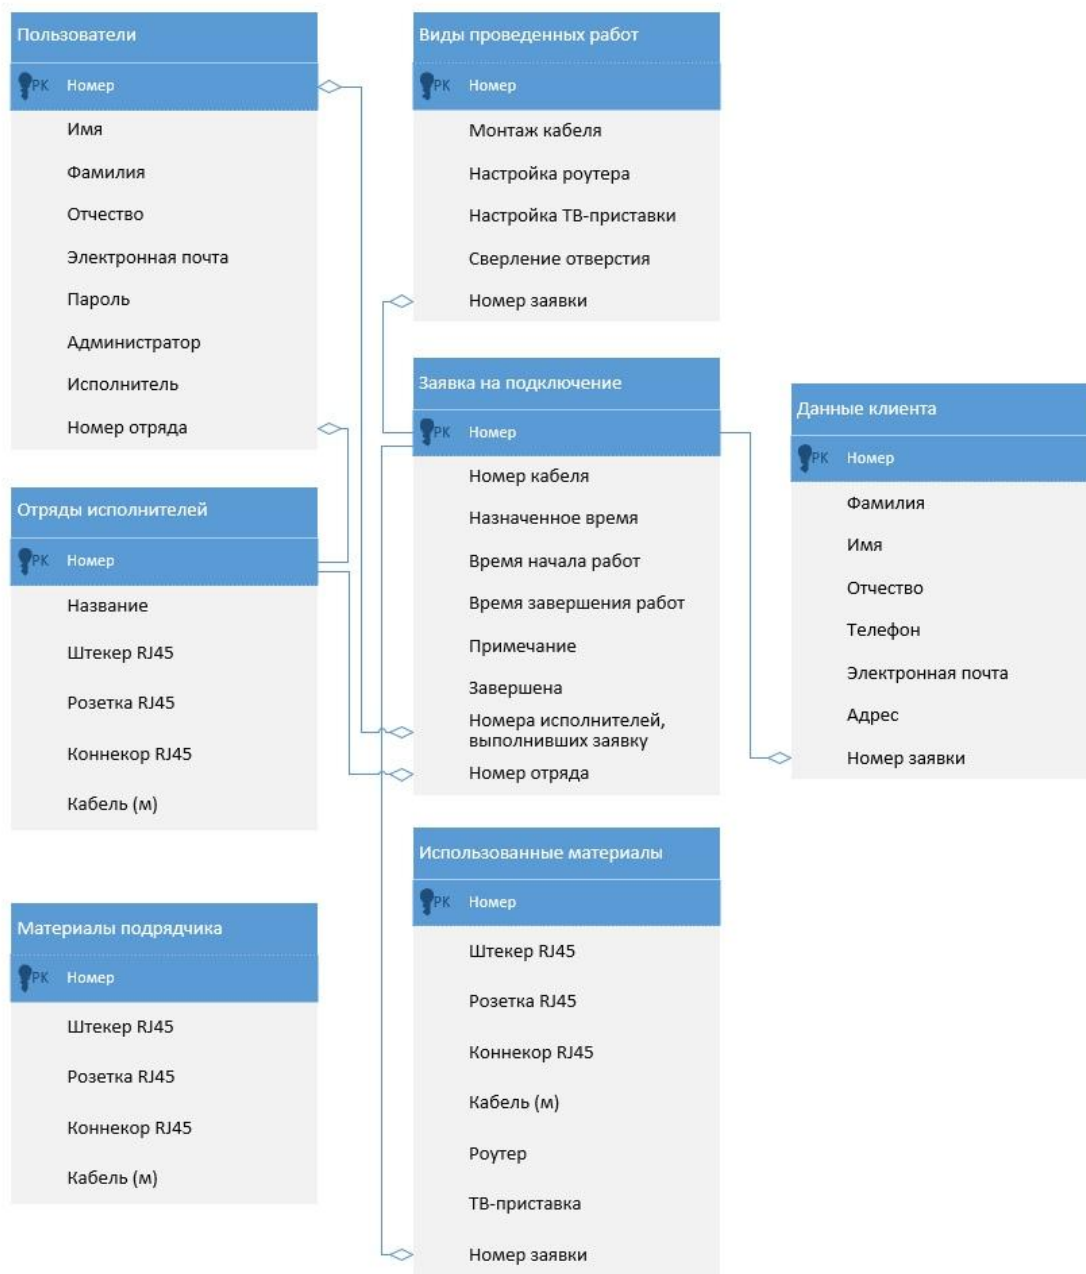 Пользователи
PK Номер
Имя
Фамилия
Отчество
Электронная почта
Пароль
Администратор
Исполнитель
Номер отряда
Отряды исполнителей
PK Номер
Название
Штекер RJ45
Розетка RJ45
Коннекор RJ45
Кабель (м)
Материалы подрядчика
PK Номер
Штекер RJ45
Розетка RJ45
Коннекор RJ45
Кабель (м)
Виды проведенных работ
PK Номер
Монтаж кабеля
Настройка роутера
Настройка ТВ-приставки
Сверление отверстия
Номер заявки
Заявка на подключение
PK Номер
Номер кабеля
Назначенное время
Время начала работ
Время завершения работ
Примечание
Завершена
Номера исполнителей,
выполнивших заявку
Номер отряда
Использованные материалы
PK Номер
Штекер RJ45
Розетка RJ45
Коннекор RJ45
Кабель (м)
Роутер
ТВ-приставка
Номер заявки
Данные клиента
PK Номер
Фамилия
Имя
Отчество
Телефон
Электронная почта
Адрес
Номер заявки